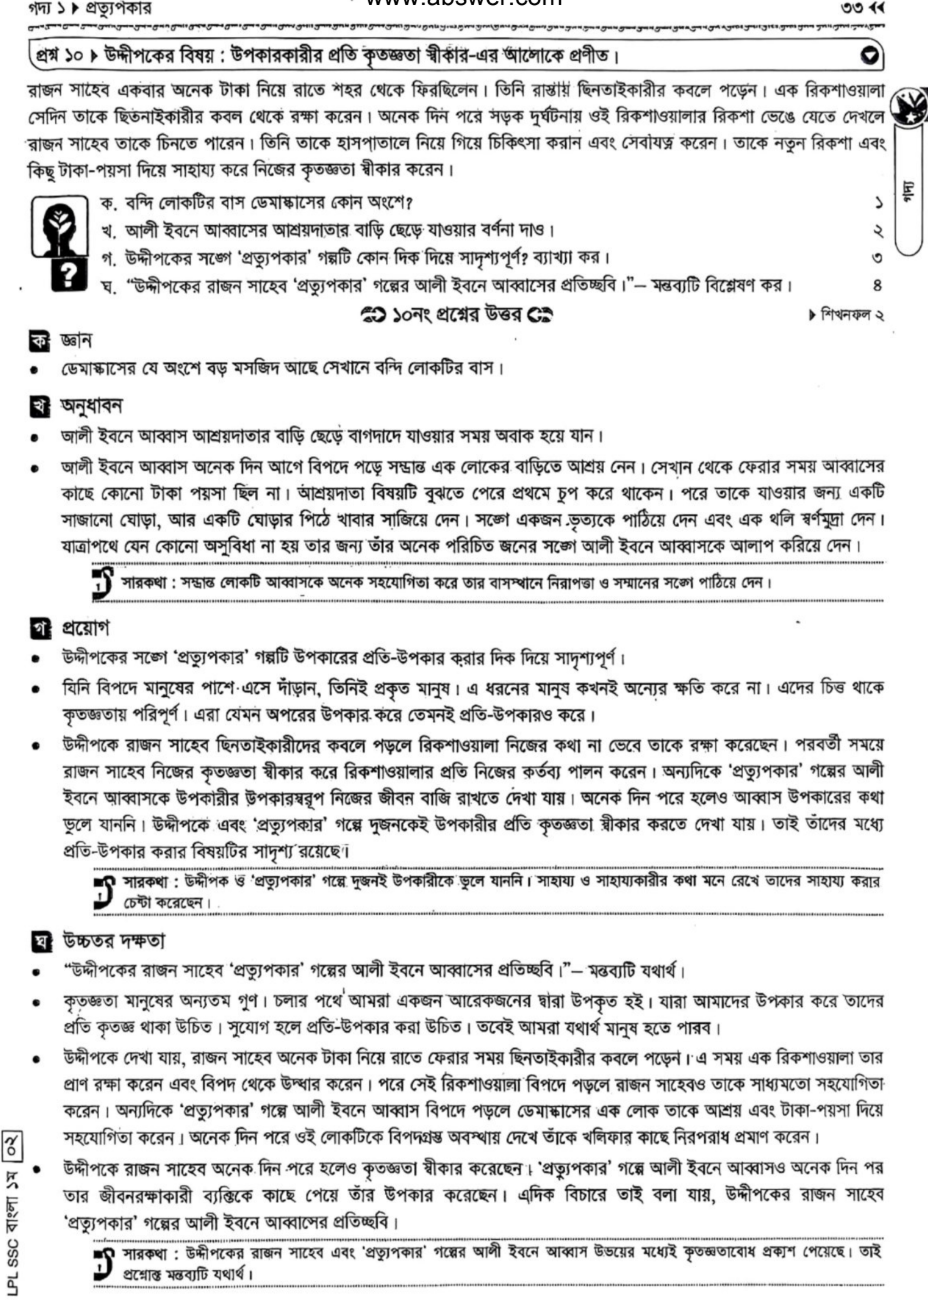 www.abswer.com
গদ্য ১ ▶ প্রত্যুপকার ৩৩ ◀◀
প্রশ্ন ১০ ▶ উদ্দীপকের বিষয় : উপকারকারীর প্রতি কৃতজ্ঞতা স্বীকার-এর আলোকে প্রণীত।
রাজন সাহেব একবার অনেক টাকা নিয়ে রাতে শহর থেকে ফিরছিলেন। তিনি রাস্তায় ছিনতাইকারীর কবলে পড়েন। এক রিকশাওয়ালা
সেদিন তাকে ছিতনাইকারীর কবল থেকে রক্ষা করেন। অনেক দিন পরে সড়ক দুর্ঘটনায় ওই রিকশাওয়ালার রিকশা ভেঙে যেতে দেখলে
রাজন সাহেব তাকে চিনতে পারেন। তিনি তাকে হাসপাতালে নিয়ে গিয়ে চিকিৎসা করান এবং সেবাযত্ন করেন। তাকে নতুন রিকশা এবং
কিছু টাকা-পয়সা দিয়ে সাহায্য করে নিজের কৃতজ্ঞতা স্বীকার করেন।
গদ্য
ক. বন্দি লোকটির বাস ডেমাস্কাসের কোন অংশে? ১
খ. আলী ইবনে আব্বাসের আশ্রয়দাতার বাড়ি ছেড়ে যাওয়ার বর্ণনা দাও। ২
গ. উদ্দীপকের সঙ্গে ‘প্রত্যুপকার’ গল্পটি কোন দিক দিয়ে সাদৃশ্যপূর্ণ? ব্যাখ্যা কর। ৩
ঘ. “উদ্দীপকের রাজন সাহেব ‘প্রত্যুপকার’ গল্পের আলী ইবনে আব্বাসের প্রতিচ্ছবি।”– মন্তব্যটি বিশ্লেষণ কর। ৪
১০নং প্রশ্নের উত্তর ▶ শিখনফল ২
ক জ্ঞান
• ডেমাস্কাসের যে অংশে বড় মসজিদ আছে সেখানে বন্দি লোকটির বাস।
খ অনুধাবন
• আলী ইবনে আব্বাস আশ্রয়দাতার বাড়ি ছেড়ে বাগদাদে যাওয়ার সময় অবাক হয়ে যান।
• আলী ইবনে আব্বাস অনেক দিন আগে বিপদে পড়ে সম্ভ্রান্ত এক লোকের বাড়িতে আশ্রয় নেন। সেখান থেকে ফেরার সময় আব্বাসের
কাছে কোনো টাকা পয়সা ছিল না। আশ্রয়দাতা বিষয়টি বুঝতে পেরে প্রথমে চুপ করে থাকেন। পরে তাকে যাওয়ার জন্য একটি
সাজানো ঘোড়া, আর একটি ঘোড়ার পিঠে খাবার সাজিয়ে দেন। সঙ্গে একজন ভৃত্যকে পাঠিয়ে দেন এবং এক থলি স্বর্ণমুদ্রা দেন।
যাত্রাপথে যেন কোনো অসুবিধা না হয় তার জন্য তাঁর অনেক পরিচিত জনের সঙ্গে আলী ইবনে আব্বাসকে আলাপ করিয়ে দেন।
সারকথা : সম্ভ্রান্ত লোকটি আব্বাসকে অনেক সহযোগিতা করে তার বাসস্থানে নিরাপত্তা ও সম্মানের সঙ্গে পাঠিয়ে দেন।
গ প্রয়োগ
• উদ্দীপকের সঙ্গে ‘প্রত্যুপকার’ গল্পটি উপকারের প্রতি-উপকার করার দিক দিয়ে সাদৃশ্যপূর্ণ।
• যিনি বিপদে মানুষের পাশে এসে দাঁড়ান, তিনিই প্রকৃত মানুষ। এ ধরনের মানুষ কখনই অন্যের ক্ষতি করে না। এদের চিত্ত থাকে
কৃতজ্ঞতায় পরিপূর্ণ। এরা যেমন অপরের উপকার করে তেমনই প্রতি-উপকারও করে।
• উদ্দীপকে রাজন সাহেব ছিনতাইকারীদের কবলে পড়লে রিকশাওয়ালা নিজের কথা না ভেবে তাকে রক্ষা করেছেন। পরবর্তী সময়ে
রাজন সাহেব নিজের কৃতজ্ঞতা স্বীকার করে রিকশাওয়ালার প্রতি নিজের কর্তব্য পালন করেন। অন্যদিকে ‘প্রত্যুপকার’ গল্পের আলী
ইবনে আব্বাসকে উপকারীর উপকারস্বরূপ নিজের জীবন বাজি রাখতে দেখা যায়। অনেক দিন পরে হলেও আব্বাস উপকারের কথা
ভুলে যাননি। উদ্দীপকে এবং ‘প্রত্যুপকার’ গল্পে দুজনকেই উপকারীর প্রতি কৃতজ্ঞতা স্বীকার করতে দেখা যায়। তাই তাঁদের মধ্যে
প্রতি-উপকার করার বিষয়টির সাদৃশ্য রয়েছে।
সারকথা : উদ্দীপক ও ‘প্রত্যুপকার’ গল্পে দুজনই উপকারীকে ভুলে যাননি। সাহায্য ও সাহায্যকারীর কথা মনে রেখে তাদের সাহায্য করার
চেষ্টা করেছেন।
ঘ উচ্চতর দক্ষতা
• “উদ্দীপকের রাজন সাহেব ‘প্রত্যুপকার’ গল্পের আলী ইবনে আব্বাসের প্রতিচ্ছবি।”– মন্তব্যটি যথার্থ।
• কৃতজ্ঞতা মানুষের অন্যতম গুণ। চলার পথে আমরা একজন আরেকজনের দ্বারা উপকৃত হই। যারা আমাদের উপকার করে তাদের
প্রতি কৃতজ্ঞ থাকা উচিত। সুযোগ হলে প্রতি-উপকার করা উচিত। তবেই আমরা যথার্থ মানুষ হতে পারব।
• উদ্দীপকে দেখা যায়, রাজন সাহেব অনেক টাকা নিয়ে রাতে ফেরার সময় ছিনতাইকারীর কবলে পড়েন। এ সময় এক রিকশাওয়ালা তার
প্রাণ রক্ষা করেন এবং বিপদ থেকে উদ্ধার করেন। পরে সেই রিকশাওয়ালা বিপদে পড়লে রাজন সাহেবও তাকে সাধ্যমতো সহযোগিতা
করেন। অন্যদিকে ‘প্রত্যুপকার’ গল্পে আলী ইবনে আব্বাস বিপদে পড়লে ডেমাস্কাসের এক লোক তাকে আশ্রয় এবং টাকা-পয়সা দিয়ে
সহযোগিতা করেন। অনেক দিন পরে ওই লোকটিকে বিপদগ্রস্ত অবস্থায় দেখে তাঁকে খলিফার কাছে নিরপরাধ প্রমাণ করেন।
• উদ্দীপকে রাজন সাহেব অনেক দিন পরে হলেও কৃতজ্ঞতা স্বীকার করেছেন। ‘প্রত্যুপকার’ গল্পে আলী ইবনে আব্বাসও অনেক দিন পর
তার জীবনরক্ষাকারী ব্যক্তিকে কাছে পেয়ে তাঁর উপকার করেছেন। এদিক বিচারে তাই বলা যায়, উদ্দীপকের রাজন সাহেব
‘প্রত্যুপকার’ গল্পের আলী ইবনে আব্বাসের প্রতিচ্ছবি।
সারকথা : উদ্দীপকের রাজন সাহেব এবং ‘প্রত্যুপকার’ গল্পের আলী ইবনে আব্বাস উভয়ের মধ্যেই কৃতজ্ঞতাবোধ প্রকাশ পেয়েছে। তাই
প্রশ্নোক্ত মন্তব্যটি যথার্থ।
LPL SSC বাংলা ১ম ০২